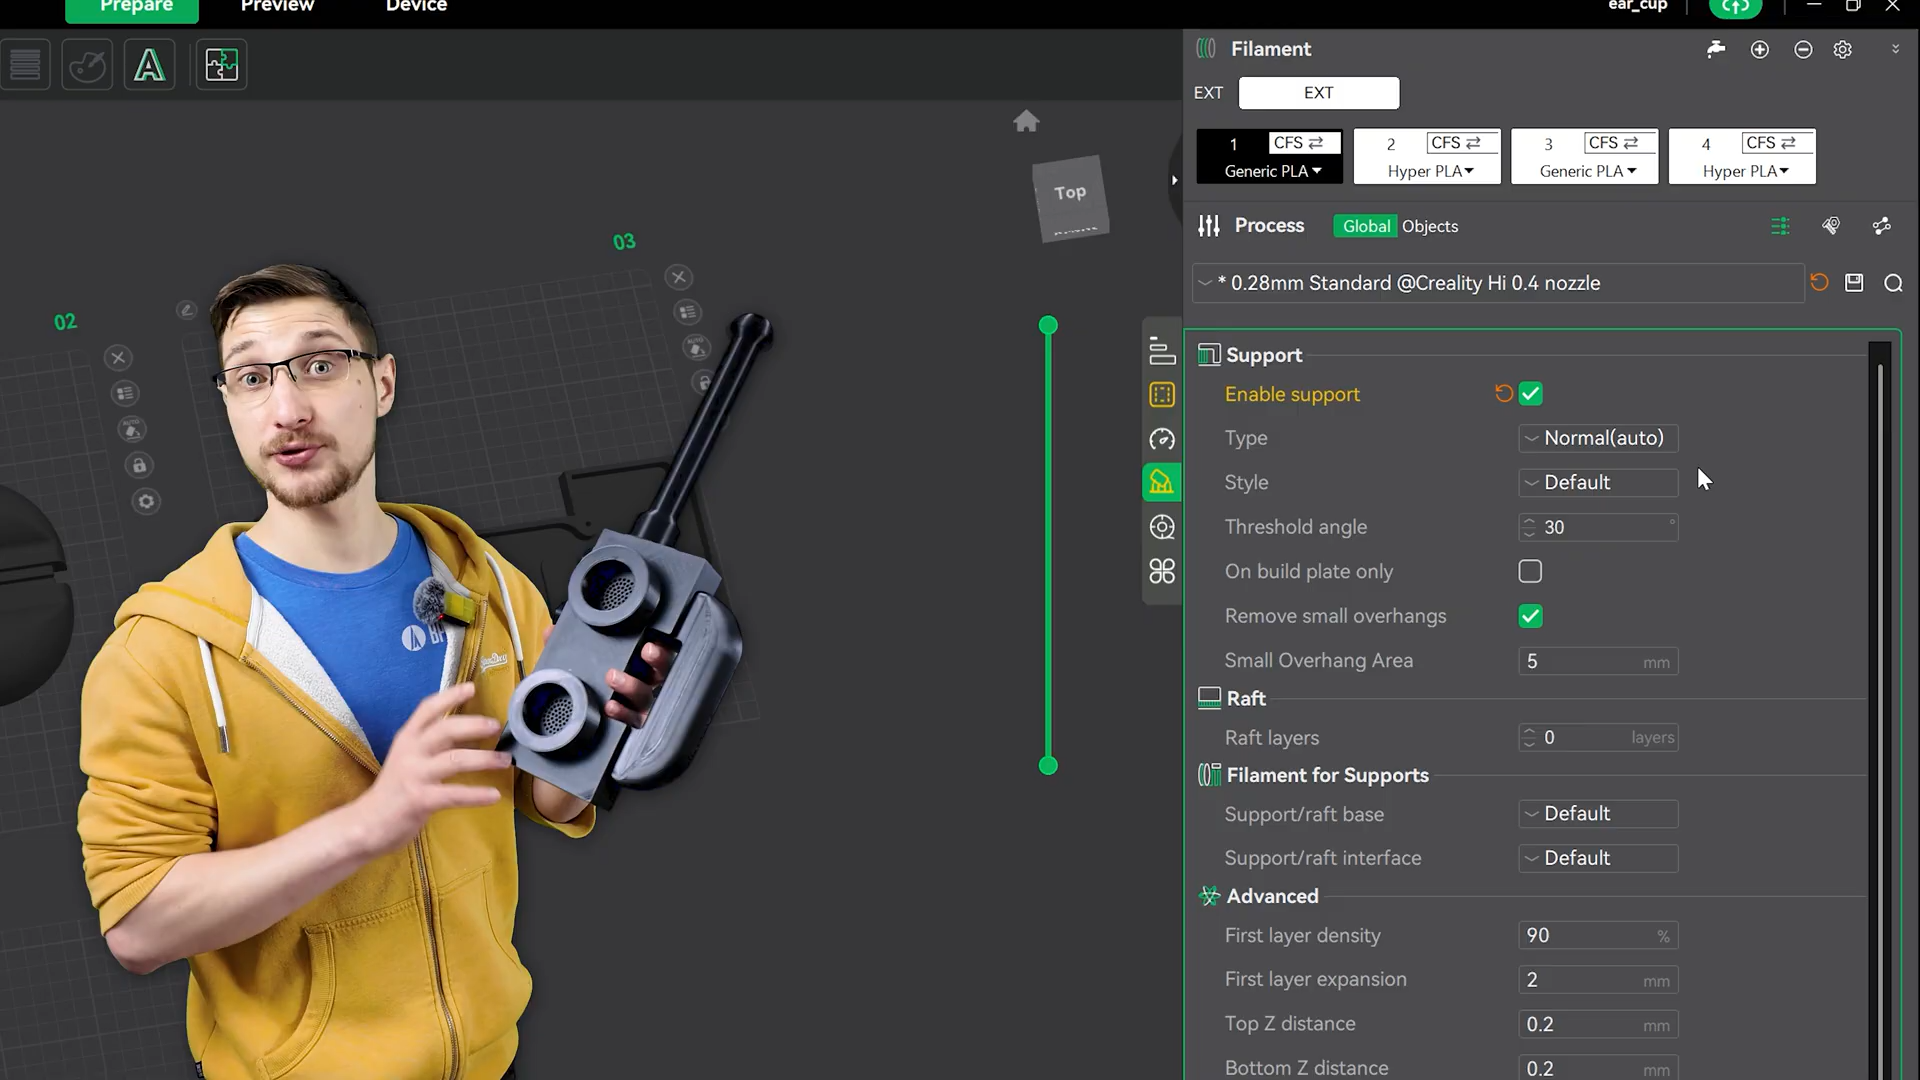 Prepare
Preview
Device
ear_cup
Filament
EXT
EXT
1
CFS
Generic PLA
2
CFS
Hyper PLA
3
CFS
Generic PLA
4
CFS
Hyper PLA
Process
Global
Objects
* 0.28mm Standard @Creality Hi 0.4 nozzle
Top
03
02
AUTO
AUTO
Support
Enable support
Type
Normal(auto)
Style
Default
Threshold angle
30
°
On build plate only
Remove small overhangs
Small Overhang Area
5
mm
Raft
Raft layers
0
layers
Filament for Supports
Support/raft base
Default
Support/raft interface
Default
Advanced
First layer density
90
%
First layer expansion
2
mm
Top Z distance
0.2
mm
Bottom Z distance
0.2
mm